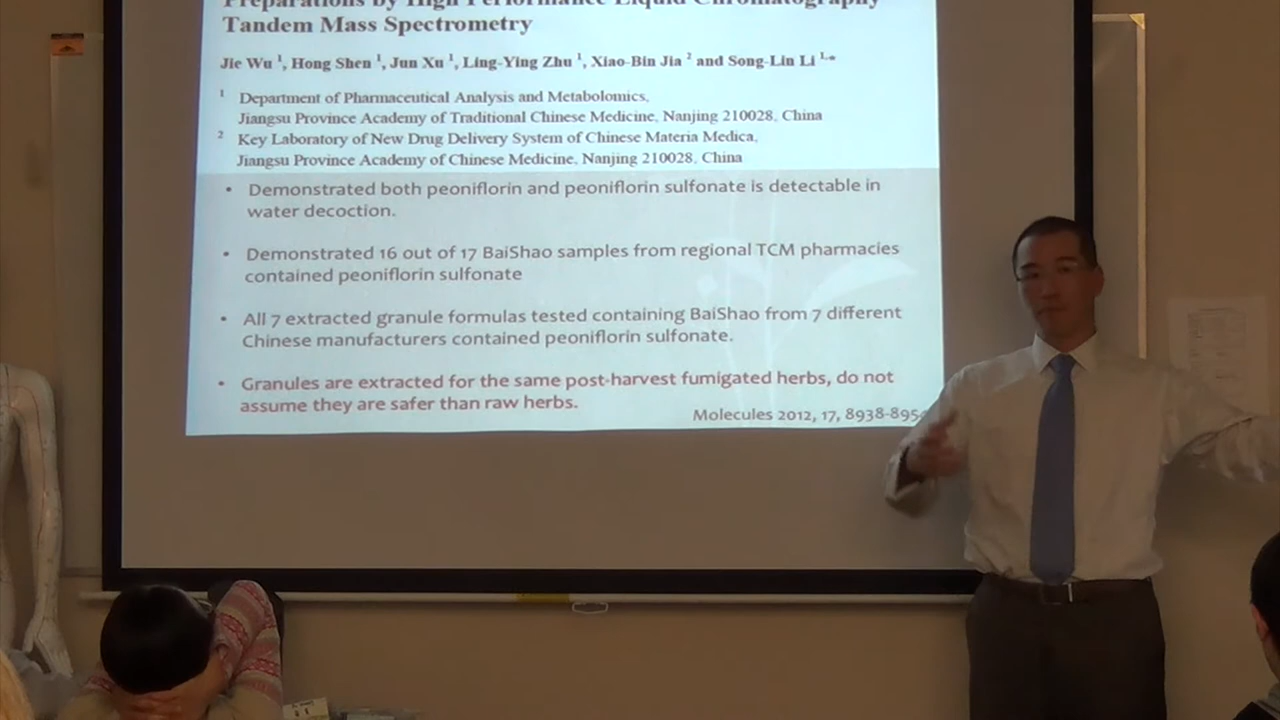 Preparations by High Performance Liquid Chromatography
Tandem Mass Spectrometry
Jie Wu 1, Hong Shen 1, Jun Xu 1, Ling-Ying Zhu 1, Xiao-Bin Jia 2 and Song-Lin Li 1,*
1 Department of Pharmaceutical Analysis and Metabolomics,
Jiangsu Province Academy of Traditional Chinese Medicine, Nanjing 210028, China
2 Key Laboratory of New Drug Delivery System of Chinese Materia Medica,
Jiangsu Province Academy of Chinese Medicine, Nanjing 210028, China
• Demonstrated both peoniflorin and peoniflorin sulfonate is detectable in
water decoction.
• Demonstrated 16 out of 17 BaiShao samples from regional TCM pharmacies
contained peoniflorin sulfonate
• All 7 extracted granule formulas tested containing BaiShao from 7 different
Chinese manufacturers contained peoniflorin sulfonate.
• Granules are extracted for the same post-harvest fumigated herbs, do not
assume they are safer than raw herbs.
Molecules 2012, 17, 8938-895